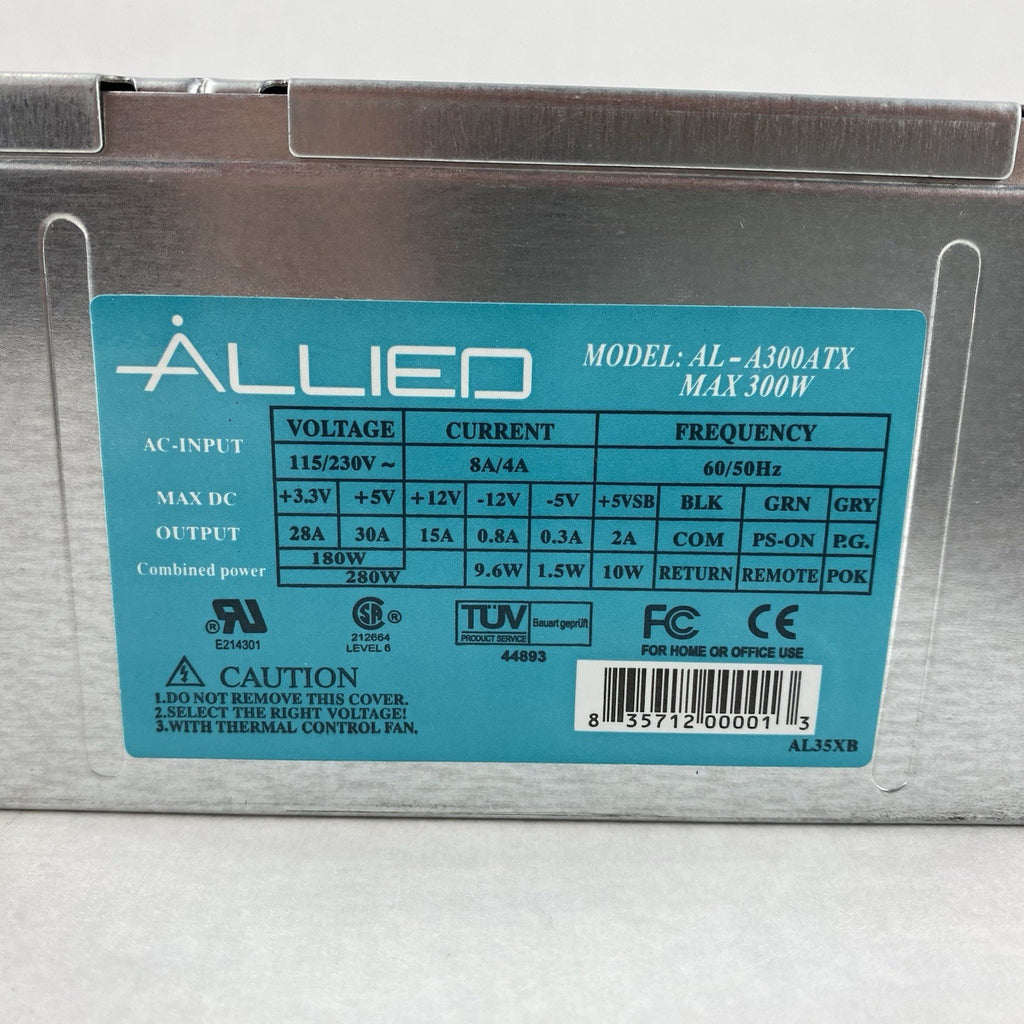 ALLIED
MODEL: AL-A300ATX
MAX 300W
AC-INPUT
VOLTAGE CURRENT FREQUENCY
115/230V~ 8A/4A 60/50Hz
MAX DC +3.3V +5V +12V -12V -5V +5VSB BLK GRN GRY
OUTPUT 28A 30A 15A 0.8A 0.3A 2A COM PS-ON P.G.
Combined power 180W 9.6W 1.5W 10W RETURN REMOTE POK
280W
® RU
E214301
SA ®
212664
LEVEL 6
TÜV Bauart geprüft
PRODUCT SERVICE
44893
FC CE
FOR HOME OR OFFICE USE
CAUTION
1.DO NOT REMOVE THIS COVER.
2.SELECT THE RIGHT VOLTAGE!
3.WITH THERMAL CONTROL FAN.
8 35712 00001 3
AL35XB